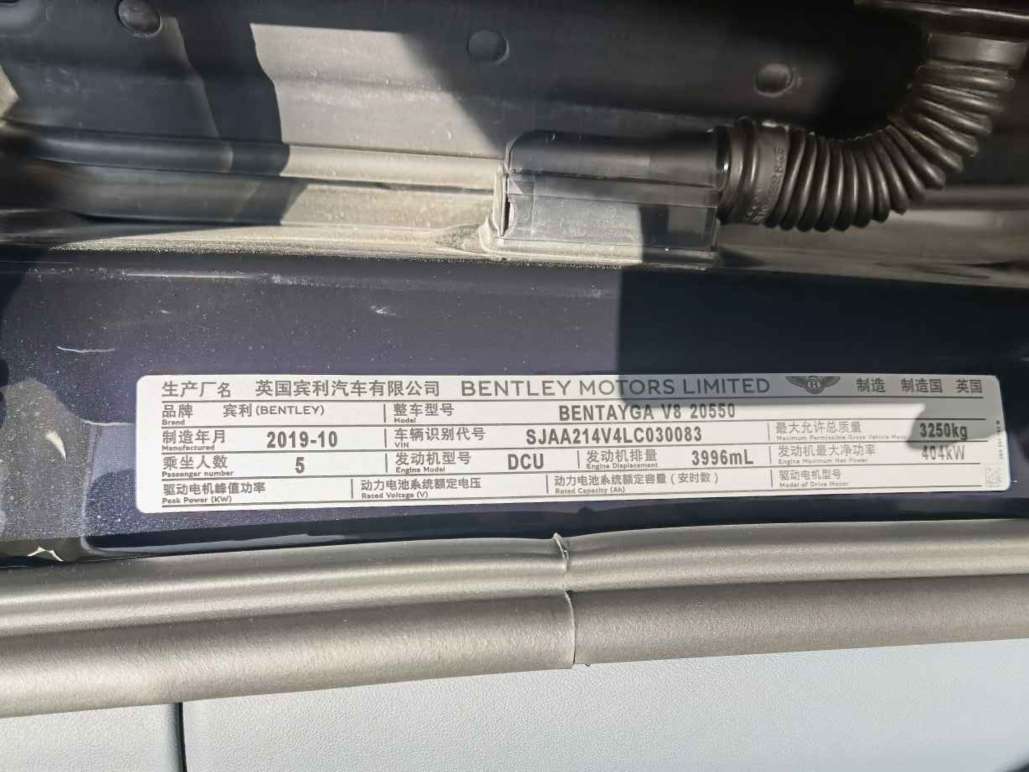 生产厂名 英国宾利汽车有限公司 BENTLEY MOTORS LIMITED B 制造 制造国 英国
品牌 Brand 宾利(BENTLEY) 整车型号 Model BENTAYGA V8 20550 最大允许总质量 Maximum Permissible Gross Vehicle Mass 3250kg
制造年月 Manufactured 2019-10 车辆识别代号 VIN SJAA214V4LC030083 发动机最大净功率 Engine Maximum Net Power 404kW
乘坐人数 Passenger number 5 发动机型号 Engine Model DCU 发动机排量 Engine Displacement 3996mL 驱动电机型号 Model of Drive Motor
驱动电机峰值功率 Peak Power (KW) 动力电池系统额定电压 Rated Voltage (V) 动力电池系统额定容量(安时数) Rated Capacity (Ah)